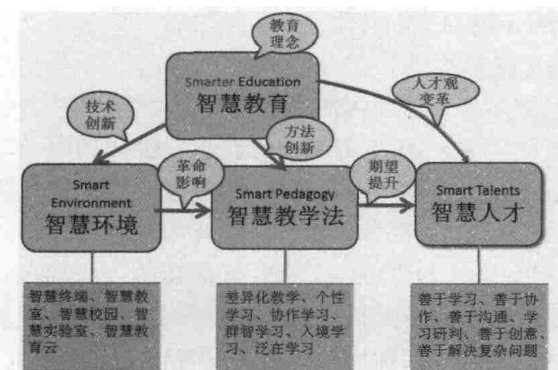 教育
理念
Smarter Education
智慧教育
技术
创新
方法
创新
人才观
变革
Smart
Environment
智慧环境
革命
影响
Smart Pedagogy
智慧教学法
期望
提升
Smart Talents
智慧人才
智慧终端、智慧教
室、智慧校园、智
慧实验室、智慧教
育云
差异化教学、个性
学习、协作学习、
群智学习、入境学
习、泛在学习
善于学习、善于协
作、善于沟通、学
习研判、善于创意、
善于解决复杂问题